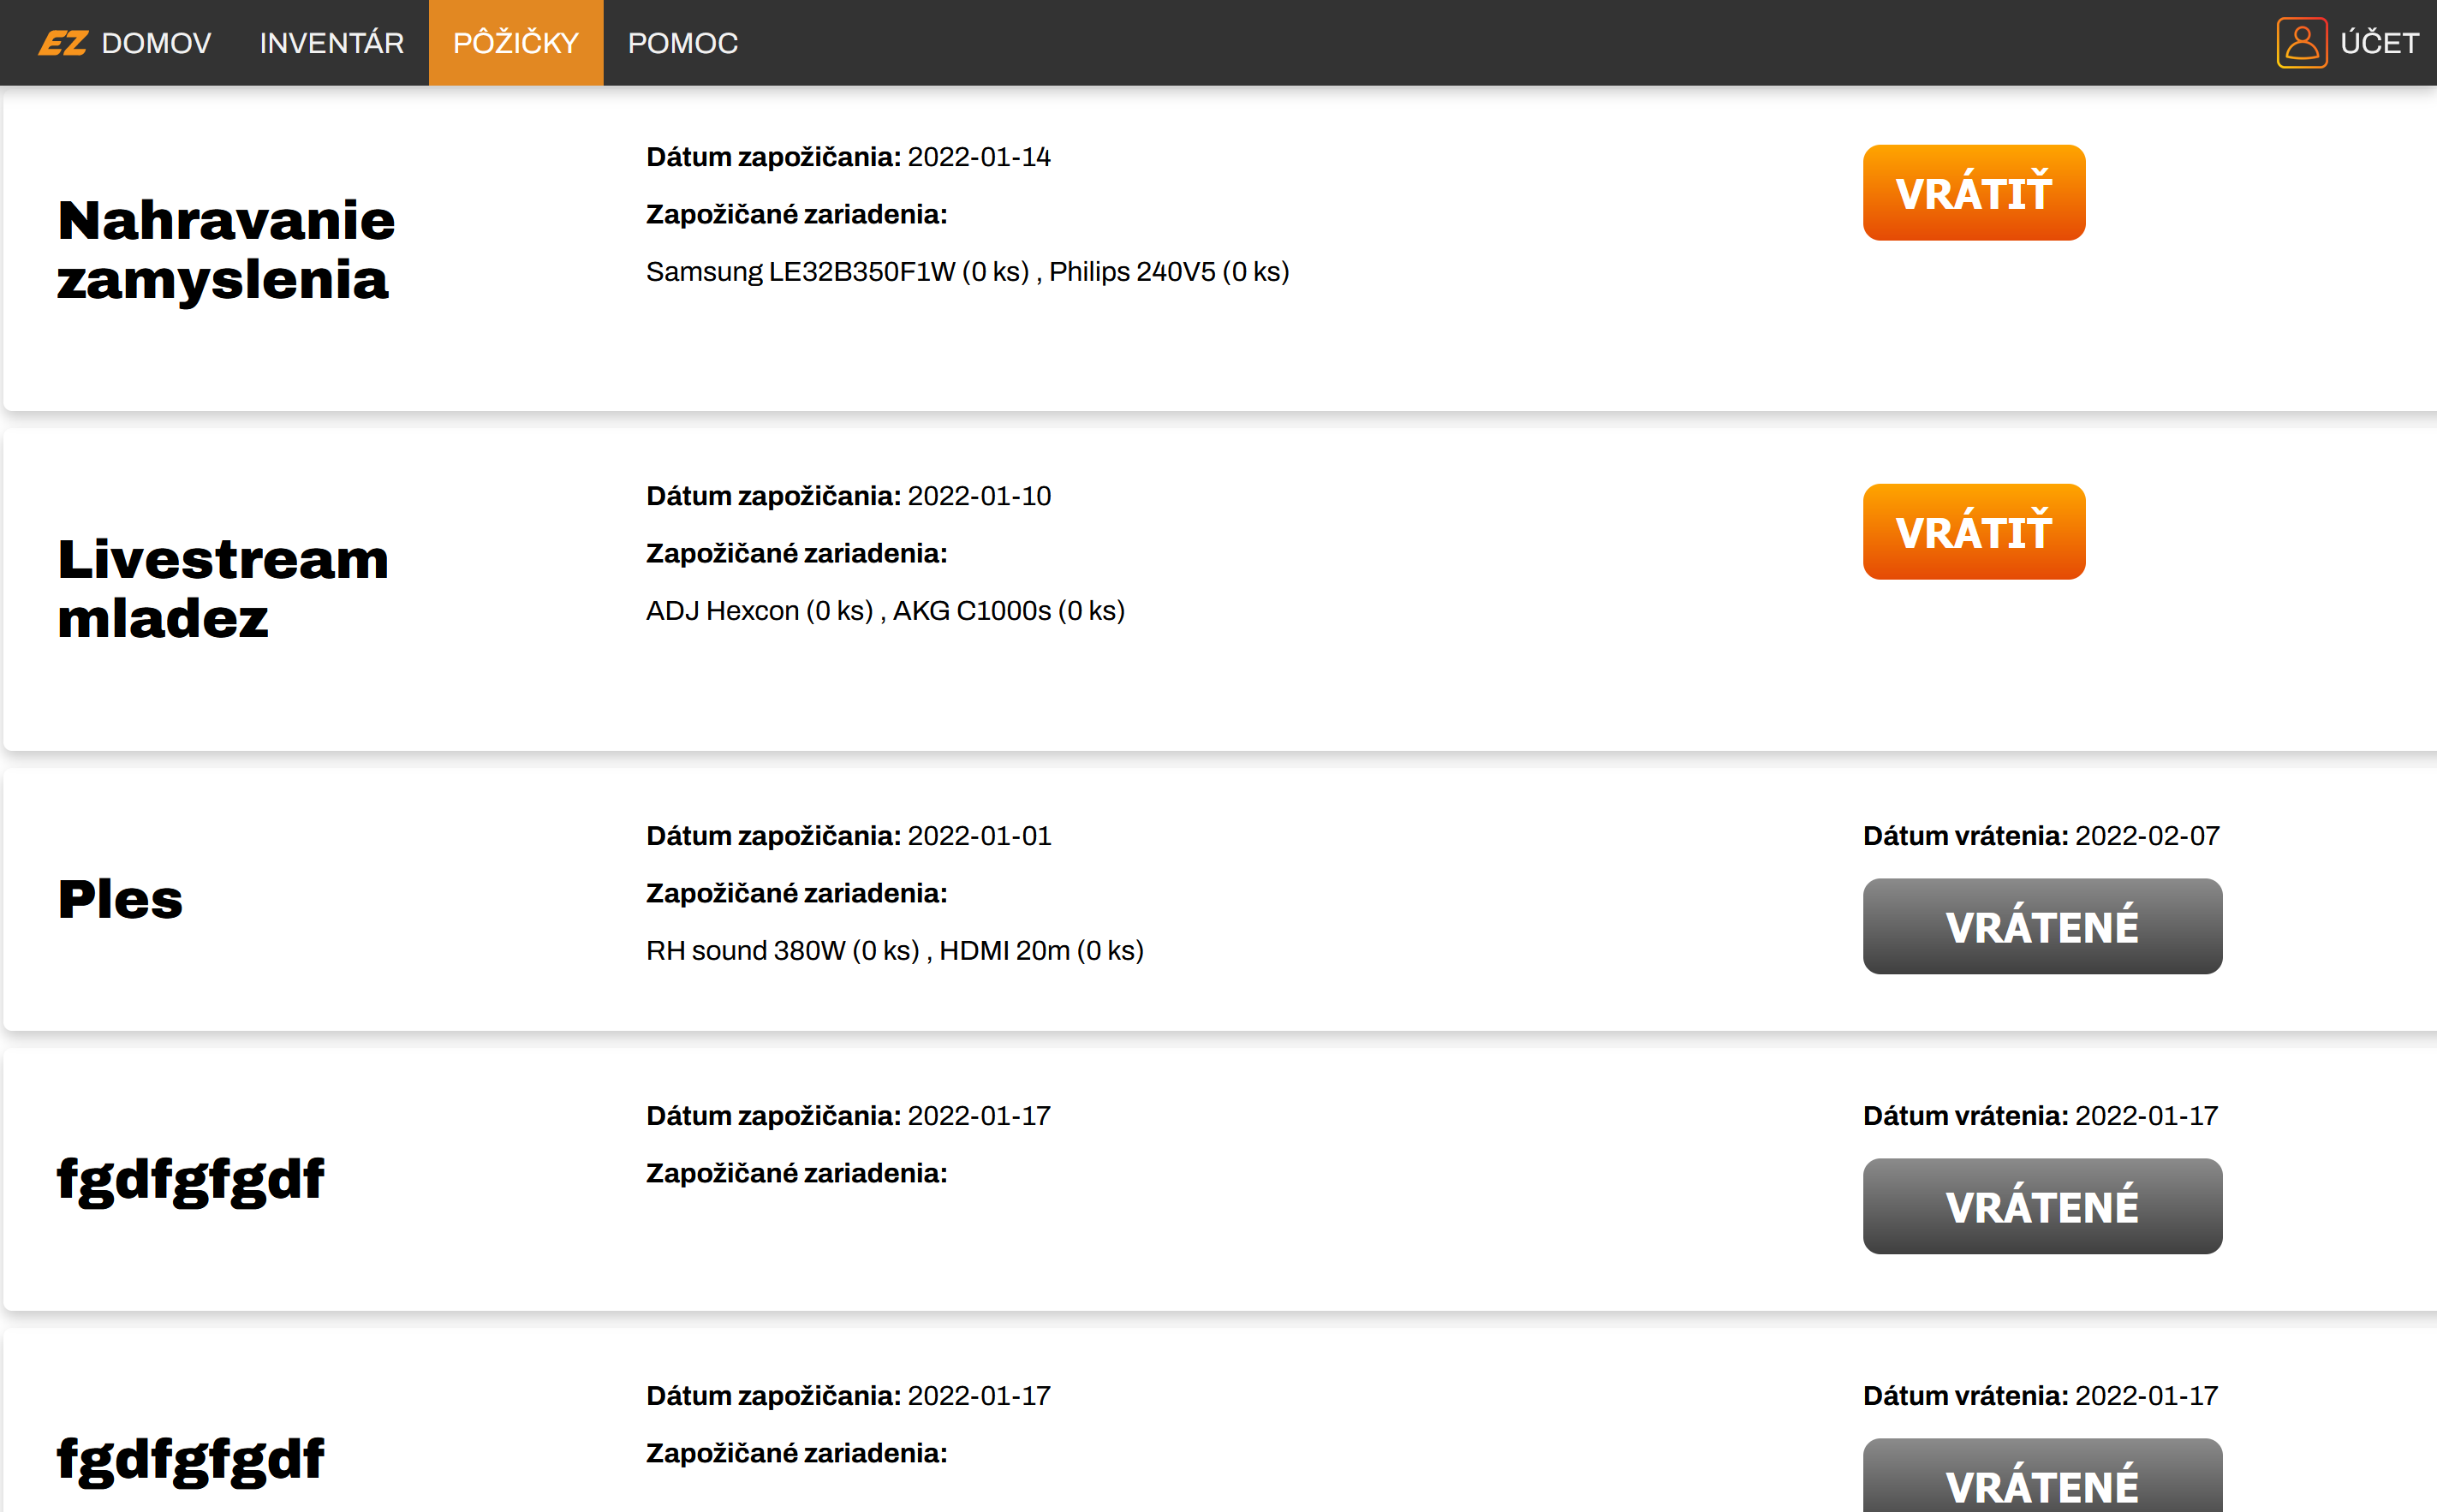 EZ DOMOV INVENTÁR PÔŽIČKY POMOC ÚČET
Nahravanie
zamyslenia
Dátum zapožičania: 2022-01-14
Zapožičané zariadenia:
Samsung LE32B350F1W (0 ks) , Philips 240V5 (0 ks)
VRÁTIŤ
Livestream
mladez
Dátum zapožičania: 2022-01-10
Zapožičané zariadenia:
ADJ Hexcon (0 ks) , AKG C1000s (0 ks)
VRÁTIŤ
Ples
Dátum zapožičania: 2022-01-01
Zapožičané zariadenia:
RH sound 380W (0 ks) , HDMI 20m (0 ks)
Dátum vrátenia: 2022-02-07
VRÁTENÉ
fgdfgfgdf
Dátum zapožičania: 2022-01-17
Zapožičané zariadenia:
Dátum vrátenia: 2022-01-17
VRÁTENÉ
fgdfgfgdf
Dátum zapožičania: 2022-01-17
Zapožičané zariadenia:
Dátum vrátenia: 2022-01-17
VRÁTENÉ